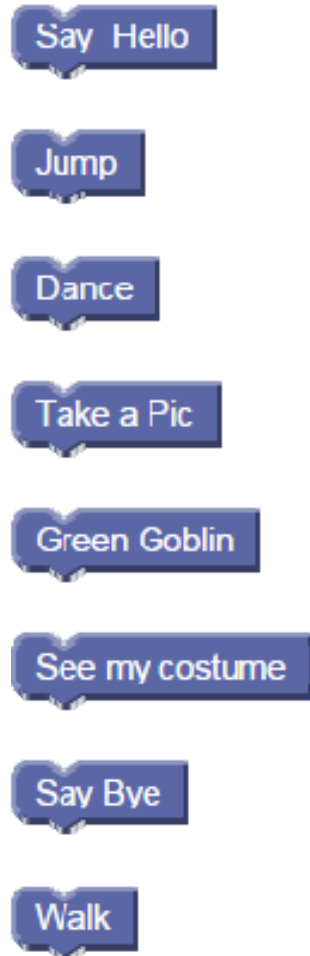 Say Hello
Jump
Dance
Take a Pic
Green Goblin
See my costume
Say Bye
Walk